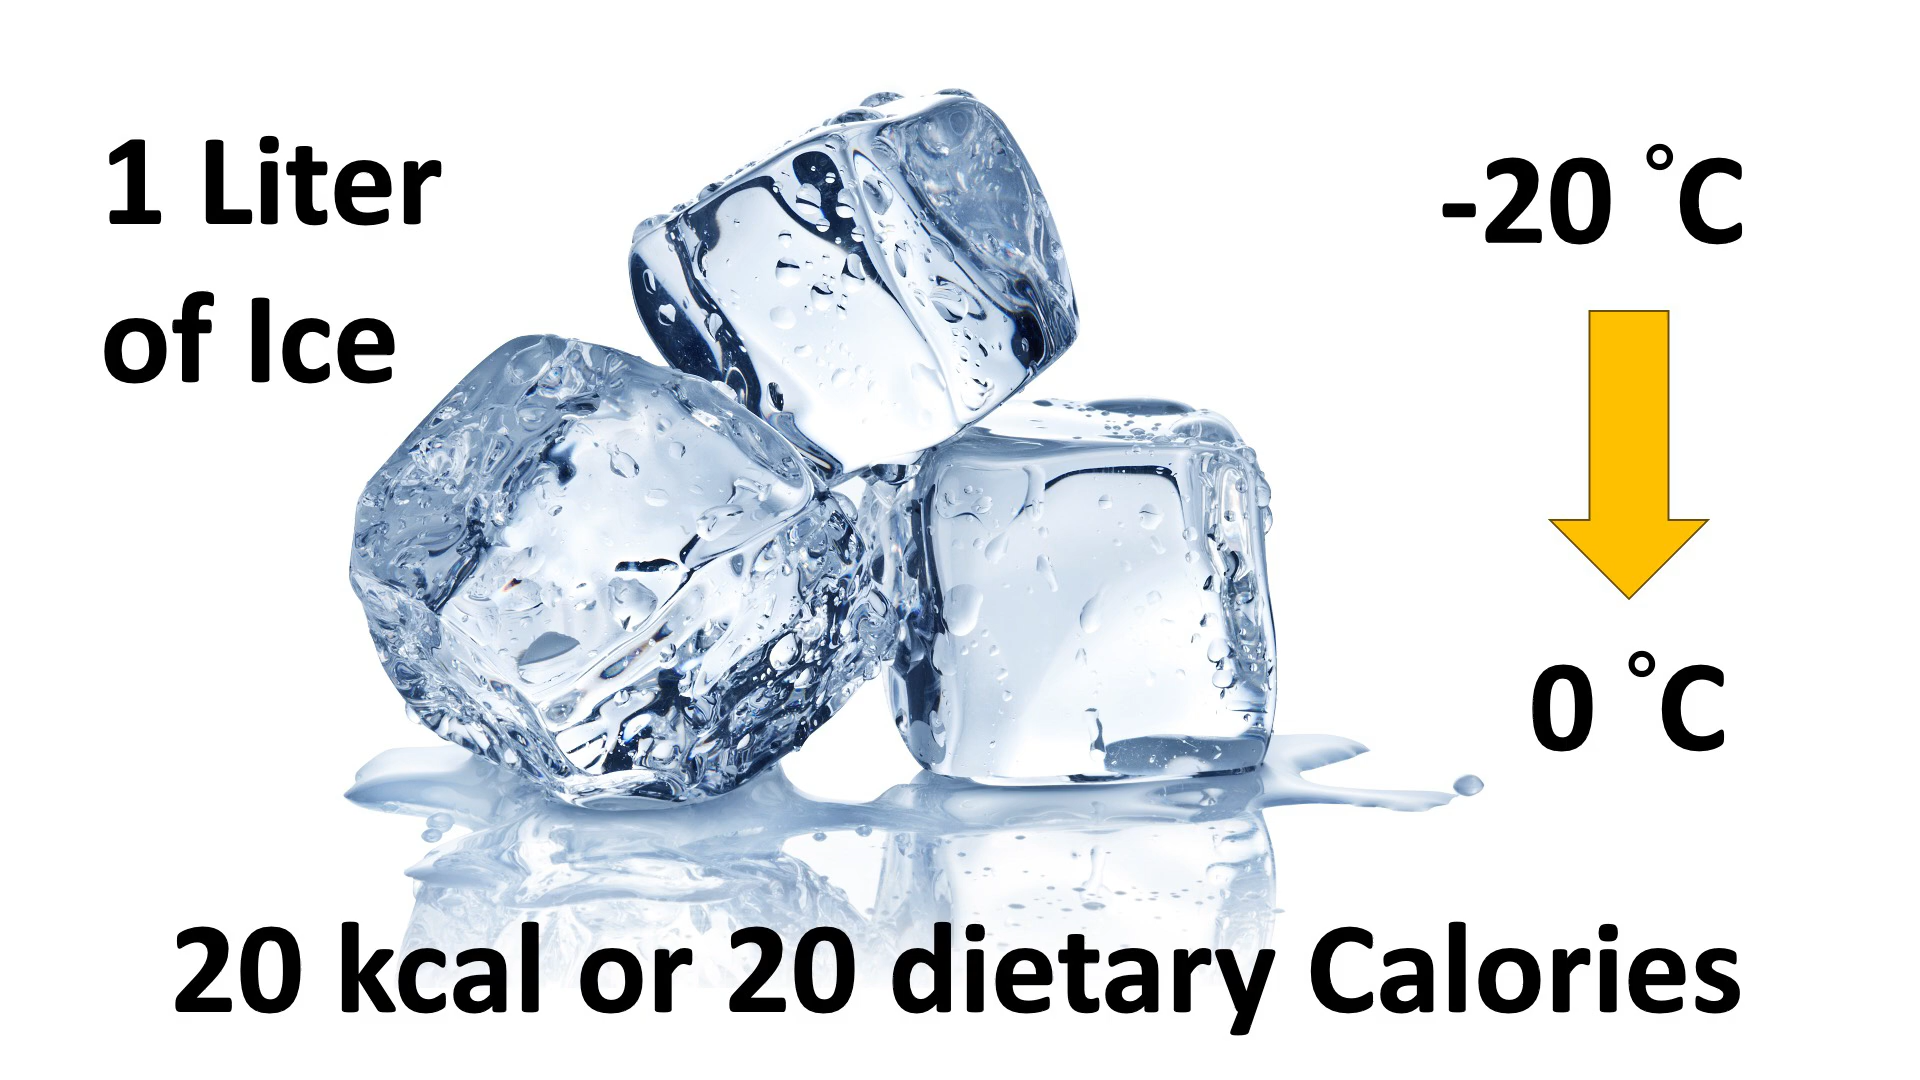 1 Liter
of Ice
-20 °C
0 °C
20 kcal or 20 dietary Calories